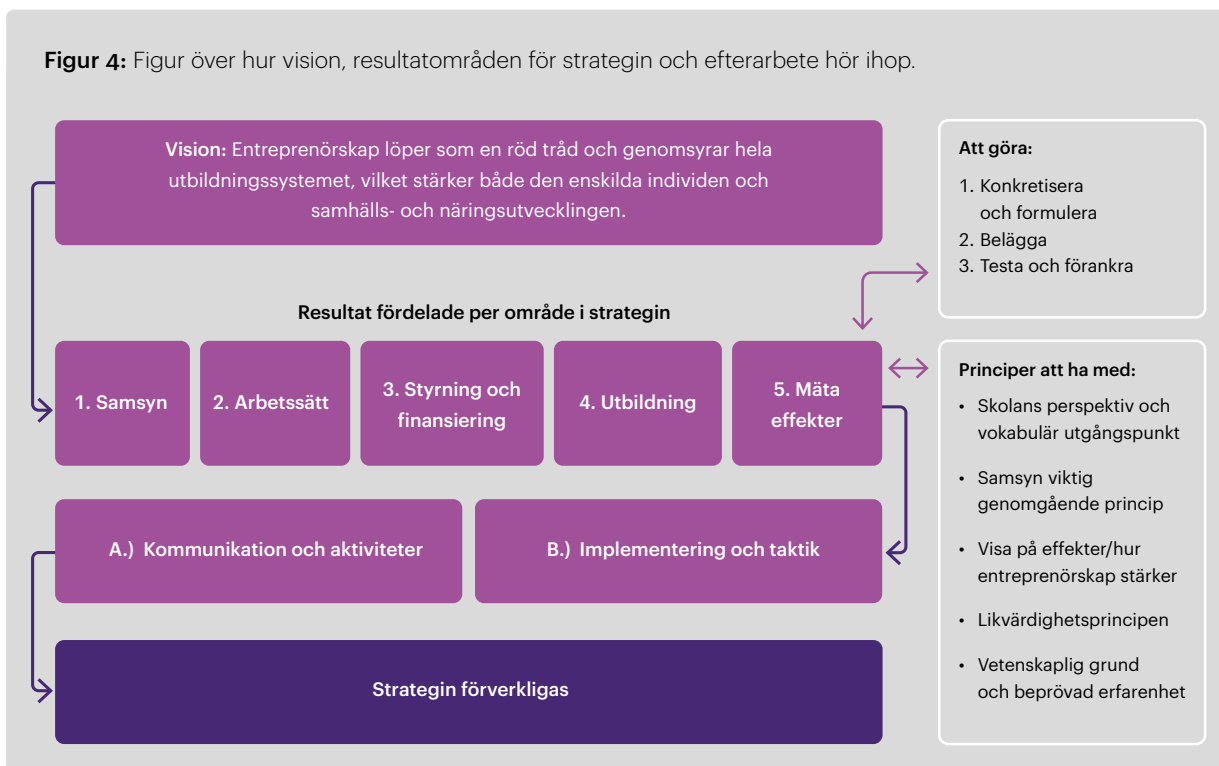 Figur 4: Figur över hur vision, resultatområden för strategin och efterarbete hör ihop.
Vision: Entreprenörskap löper som en röd tråd och genomsyrar hela
utbildningssystemet, vilket stärker både den enskilda individen och
samhälls- och näringsutvecklingen.
Att göra:
1. Konkretisera
och formulera
2. Belägga
3. Testa och förankra
Resultat fördelade per område i strategin
1. Samsyn
2. Arbetssätt
3. Styrning och
finansiering
4. Utbildning
5. Mäta
effekter
Principer att ha med:
• Skolans perspektiv och
vokabulär utgångspunkt
• Samsyn viktig
genomgående princip
• Visa på effekter/hur
entreprenörskap stärker
• Likvärdighetsprincipen
• Vetenskaplig grund
och beprövad erfarenhet
A.) Kommunikation och aktiviteter
B.) Implementering och taktik
Strategin förverkligas